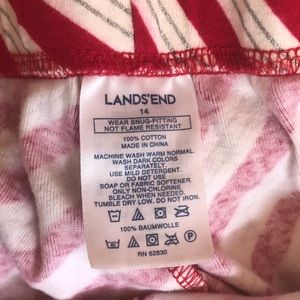 LANDS'END
14
WEAR SNUG-FITTING
NOT FLAME RESISTANT
100% COTTON
MADE IN CHINA
MACHINE WASH WARM NORMAL.
WASH DARK COLORS
SEPARATELY.
USE MILD DETERGENT.
DO NOT USE
SOAP OR FABRIC SOFTENER.
ONLY NON-CHLORINE
BLEACH WHEN NEEDED.
TUMBLE DRY LOW. DO NOT IRON.
100% BAUMWOLLE
P
RN 62830